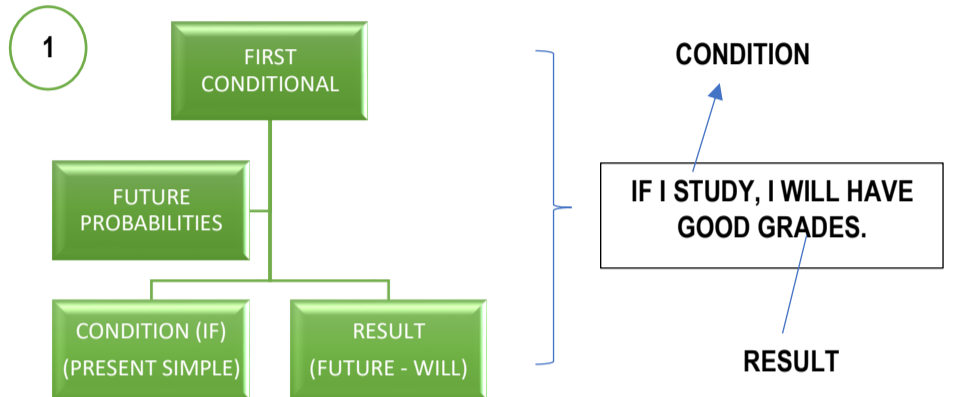 1
FIRST
CONDITIONAL
FUTURE
PROBABILITIES
CONDITION (IF)
(PRESENT SIMPLE)
RESULT
(FUTURE - WILL)
CONDITION
IF I STUDY, I WILL HAVE
GOOD GRADES.
RESULT